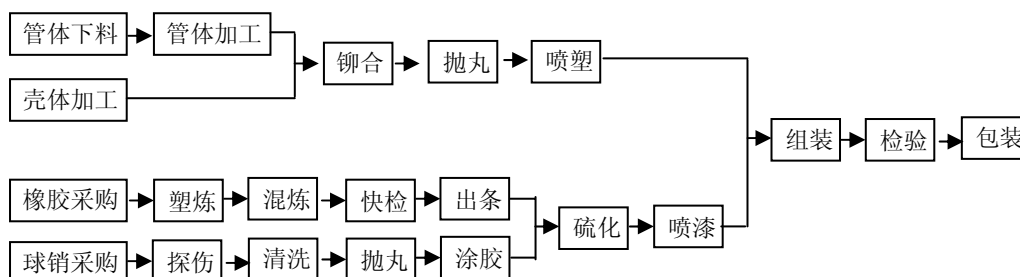 管体下料
管体加工
铆合
抛丸
喷塑
壳体加工
组装
检验
包装
橡胶采购
塑炼
混炼
快检
出条
硫化
喷漆
球销采购
探伤
清洗
抛丸
涂胶